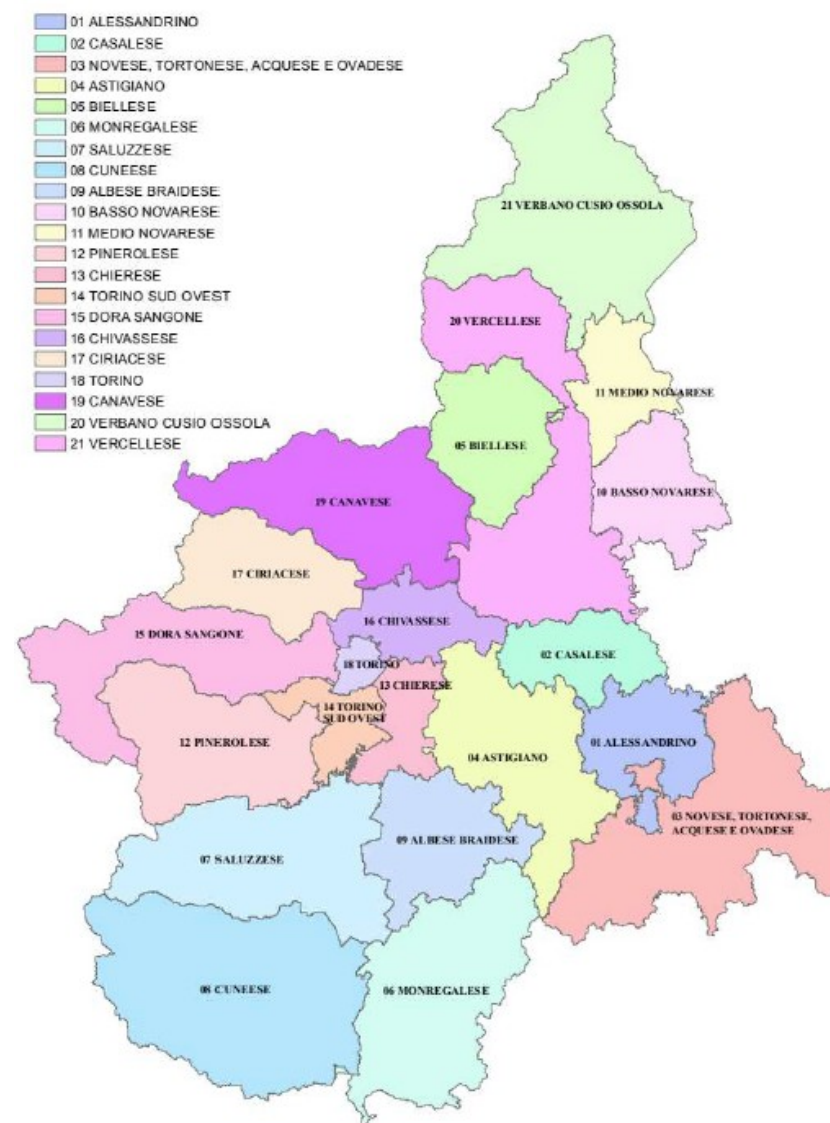 01 ALESSANDRINO
02 CASALESE
03 NOVESE, TORTONESE, ACQUESE E OVADESE
04 ASTIGIANO
05 BIELLESE
06 MONREGALESE
07 SALUZZESE
08 CUNEESE
09 ALBESE BRAIDESE
10 BASSO NOVARESE
11 MEDIO NOVARESE
12 PINEROLESE
13 CHIERESE
14 TORINO SUD OVEST
15 DORA SANGONE
16 CHIVASSESE
17 CIRIACESE
18 TORINO
19 CANAVESE
20 VERBANO CUSIO OSSOLA
21 VERCELLESE
21 VERBANO CUSIO OSSOLA
20 VERCELLESE
11 MEDIO NOVARESE
05 BIELLESE
10 BASSO NOVARESE
19 CANAVESE
17 CIRIACESE
16 CHIVASSESE
15 DORA SANGONE
02 CASALESE
18 TORINO
13 CHIERESE
14 TORINO
SUD OVEST
12 PINEROLESE
01 ALESSANDRINO
04 ASTIGIANO
03 NOVESE, TORTONESE,
ACQUESE E OVADESE
09 ALBESE BRAIDESE
07 SALUZZESE
08 CUNEESE
06 MONREGALESE